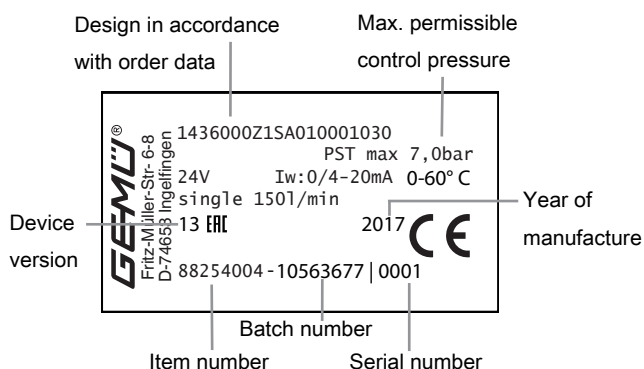 Design in accordance
with order data
Max. permissible
control pressure
GEMÜ®
Fritz-Müller-Str- 6-8
D-74653 Ingelfingen
1436000Z1SA010001030
PST max 7,0bar
24V Iw:0/4-20mA 0-60° C
single 150l/min
13 EAC 2017 CE
88254004-10563677|0001
Device
version
Year of
manufacture
Batch number
Item number
Serial number